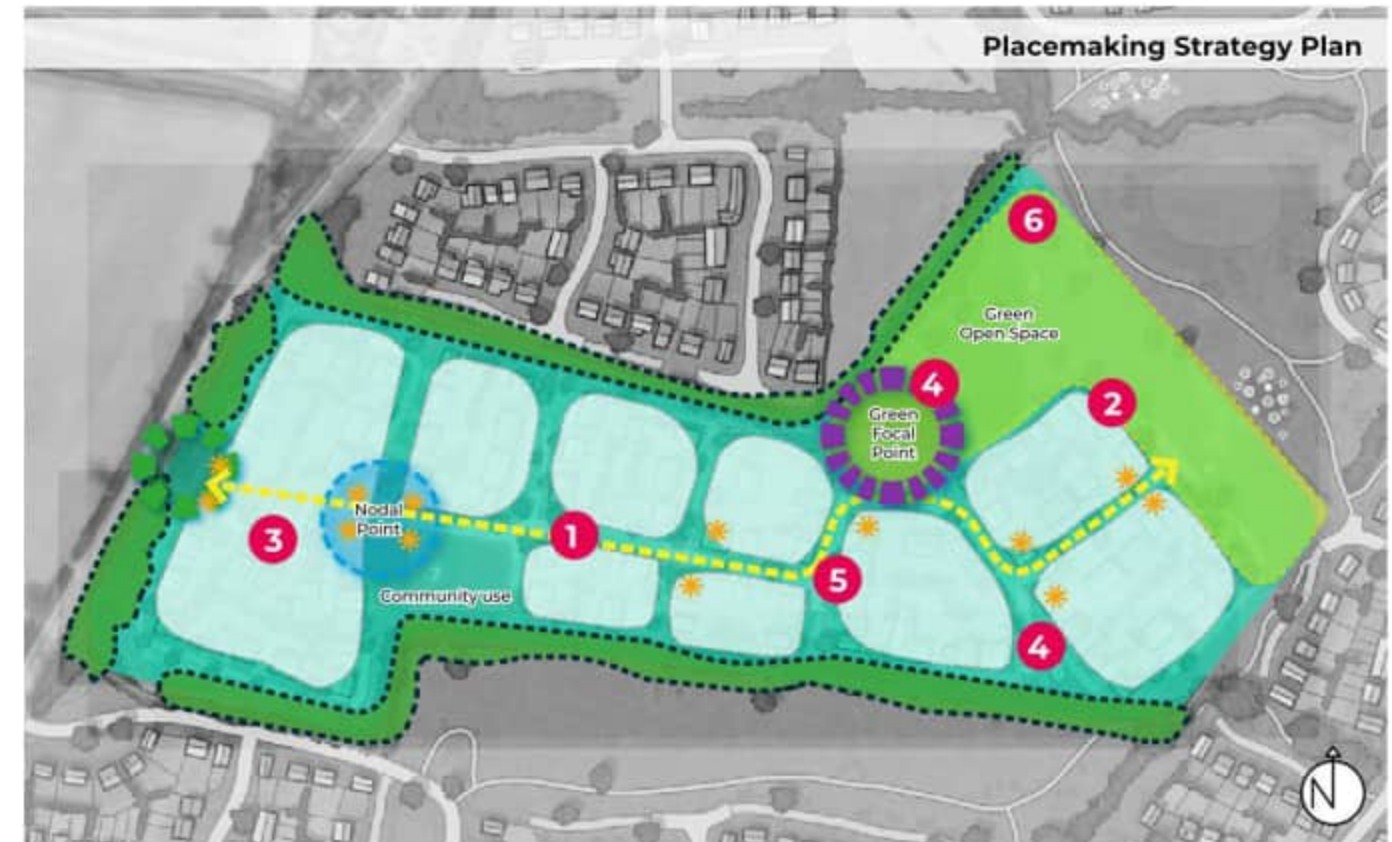 Placemaking Strategy Plan
6
Green
Open Space
4
2
Green
Focal
Point
Nodal
Point
3
1
5
Community use
4
N